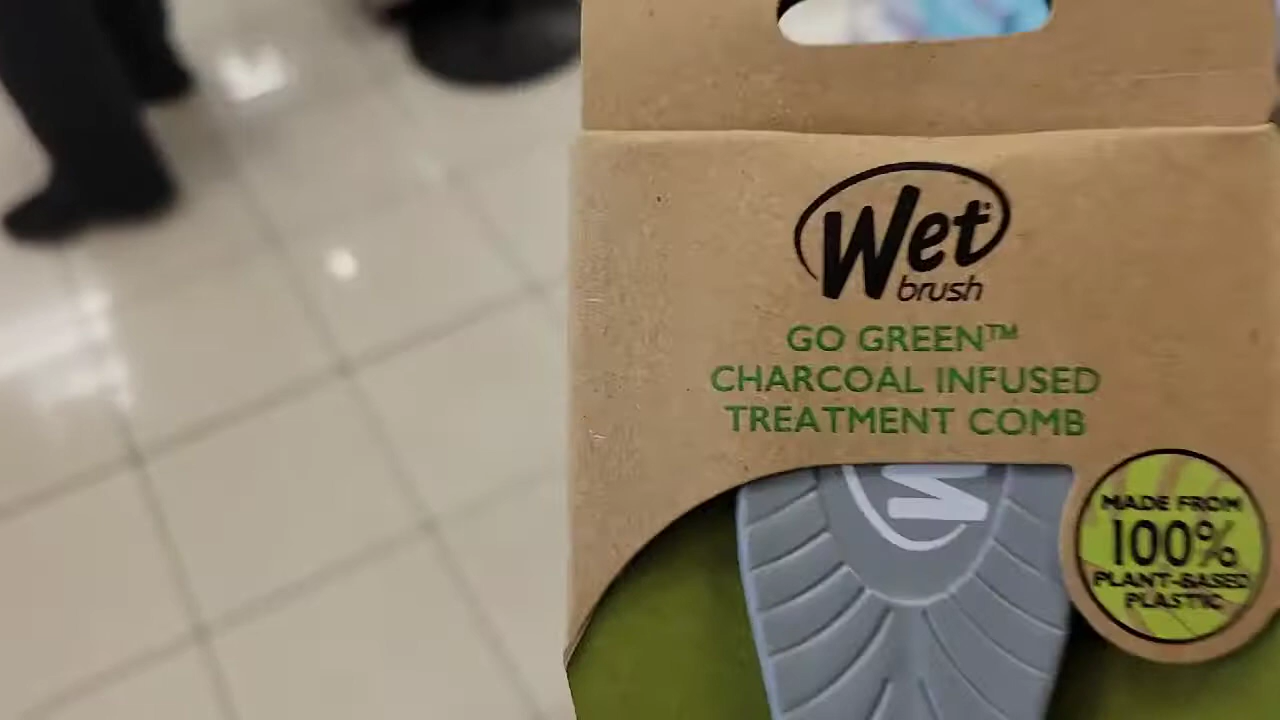 Wet
brush
GO GREEN™
CHARCOAL INFUSED
TREATMENT COMB
MADE FROM
100%
PLANT-BASED
PLASTIC